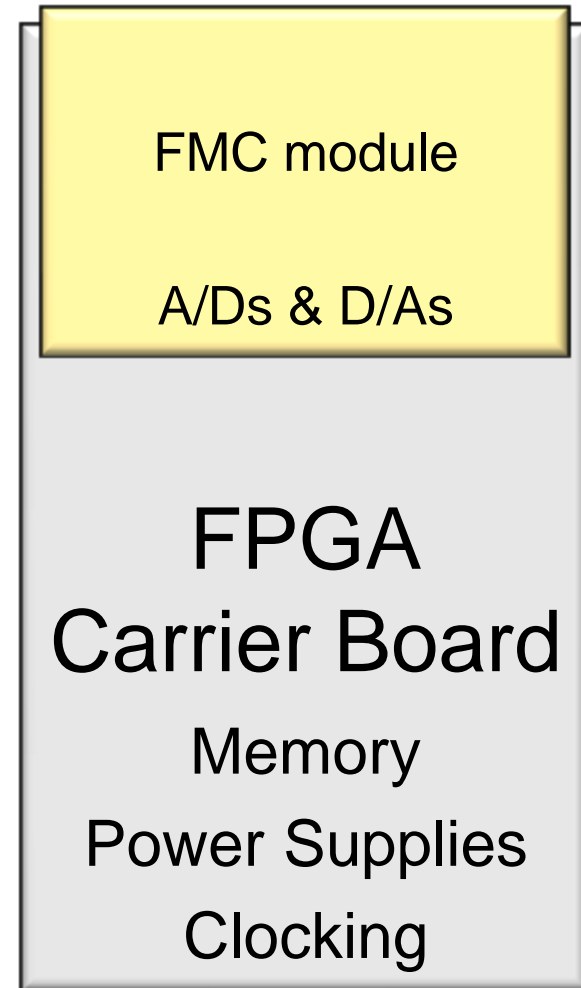 FMC module
A/Ds & D/As
FPGA
Carrier Board
Memory
Power Supplies
Clocking